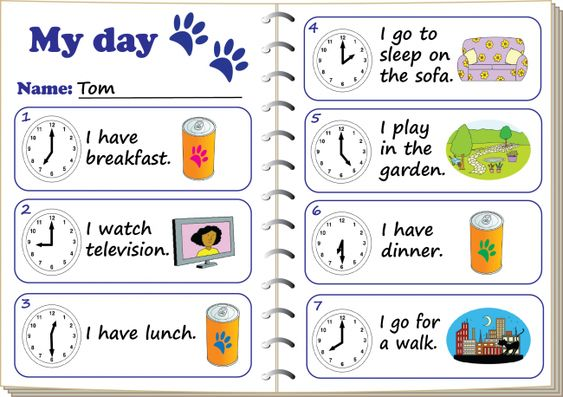 My day
Name: Tom
1
I have
breakfast.
2
I watch
television.
3
I have lunch.
4
I go to
sleep on
the sofa.
5
I play
in the
garden.
6
I have
dinner.
7
I go for
a walk.